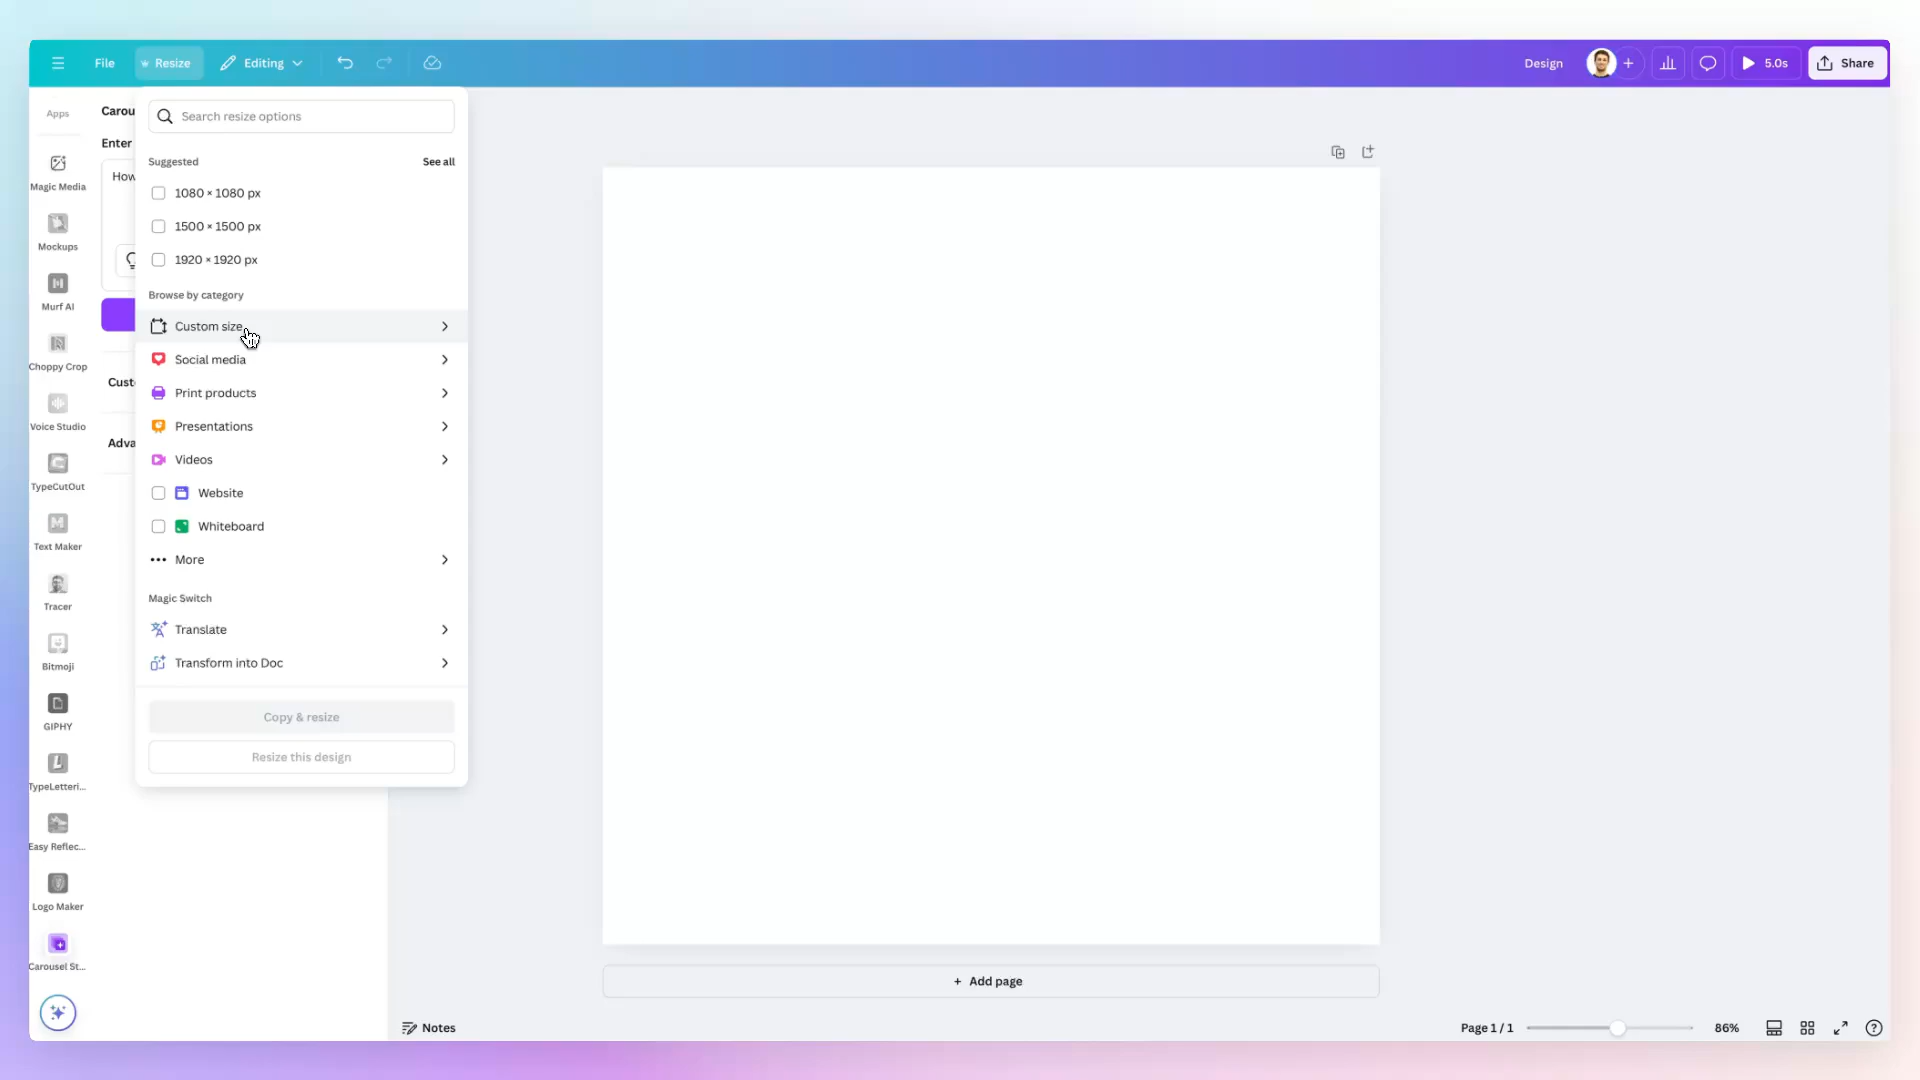 File
Resize
Editing
Design
5.0s
Share
Apps
Magic Media
Mockups
Murf AI
Choppy Crop
Voice Studio
TypeCutOut
Text Maker
Tracer
Bitmoji
GIPHY
TypeLetteri...
Easy Reflec...
Logo Maker
Carousel St...
Carou
Enter
How
Cust
Adva
Search resize options
Suggested
See all
1080 × 1080 px
1500 × 1500 px
1920 × 1920 px
Browse by category
Custom size
Social media
Print products
Presentations
Videos
Website
Whiteboard
More
Magic Switch
Translate
Transform into Doc
Copy & resize
Resize this design
+ Add page
Notes
Page 1 / 1
86%